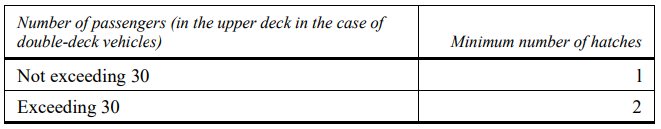 Number of passengers (in the upper deck in the case of
double-deck vehicles) Minimum number of hatches
Not exceeding 30 1
Exceeding 30 2